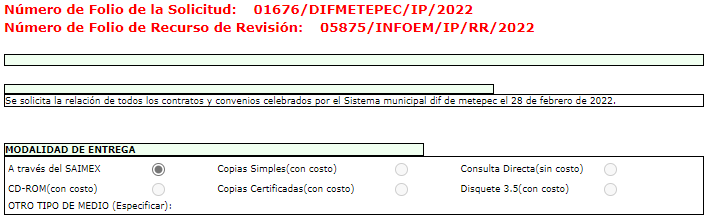 Número de Folio de la Solicitud: 01676/DIFMETEPEC/IP/2022
Número de Folio de Recurso de Revisión: 05875/INFOEM/IP/RR/2022
Se solicita la relación de todos los contratos y convenios celebrados por el Sistema municipal dif de metepec el 28 de febrero de 2022.
MODALIDAD DE ENTREGA
A través del SAIMEX Copias Simples(con costo) Consulta Directa(sin costo)
CD-ROM(con costo) Copias Certificadas(con costo) Disquete 3.5(con costo)
OTRO TIPO DE MEDIO (Especificar):